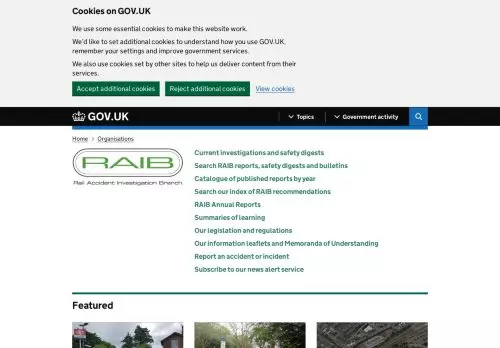 Cookies on GOV.UK
We use some essential cookies to make this website work.
We'd like to set additional cookies to understand how you use GOV.UK,
remember your settings and improve government services.
We also use cookies set by other sites to help us deliver content from their
services.
Accept additional cookies
Reject additional cookies
View cookies
GOV.UK
Topics
Government activity
Home
Organisations
RAIB
Rail Accident Investigation Branch
Current investigations and safety digests
Search RAIB reports, safety digests and bulletins
Catalogue of published reports by year
Search our index of RAIB recommendations
RAIB Annual Reports
Summaries of learning
Our legislation and regulations
Our information leaflets and Memoranda of Understanding
Report an accident or incident
Subscribe to our news alert service
Featured